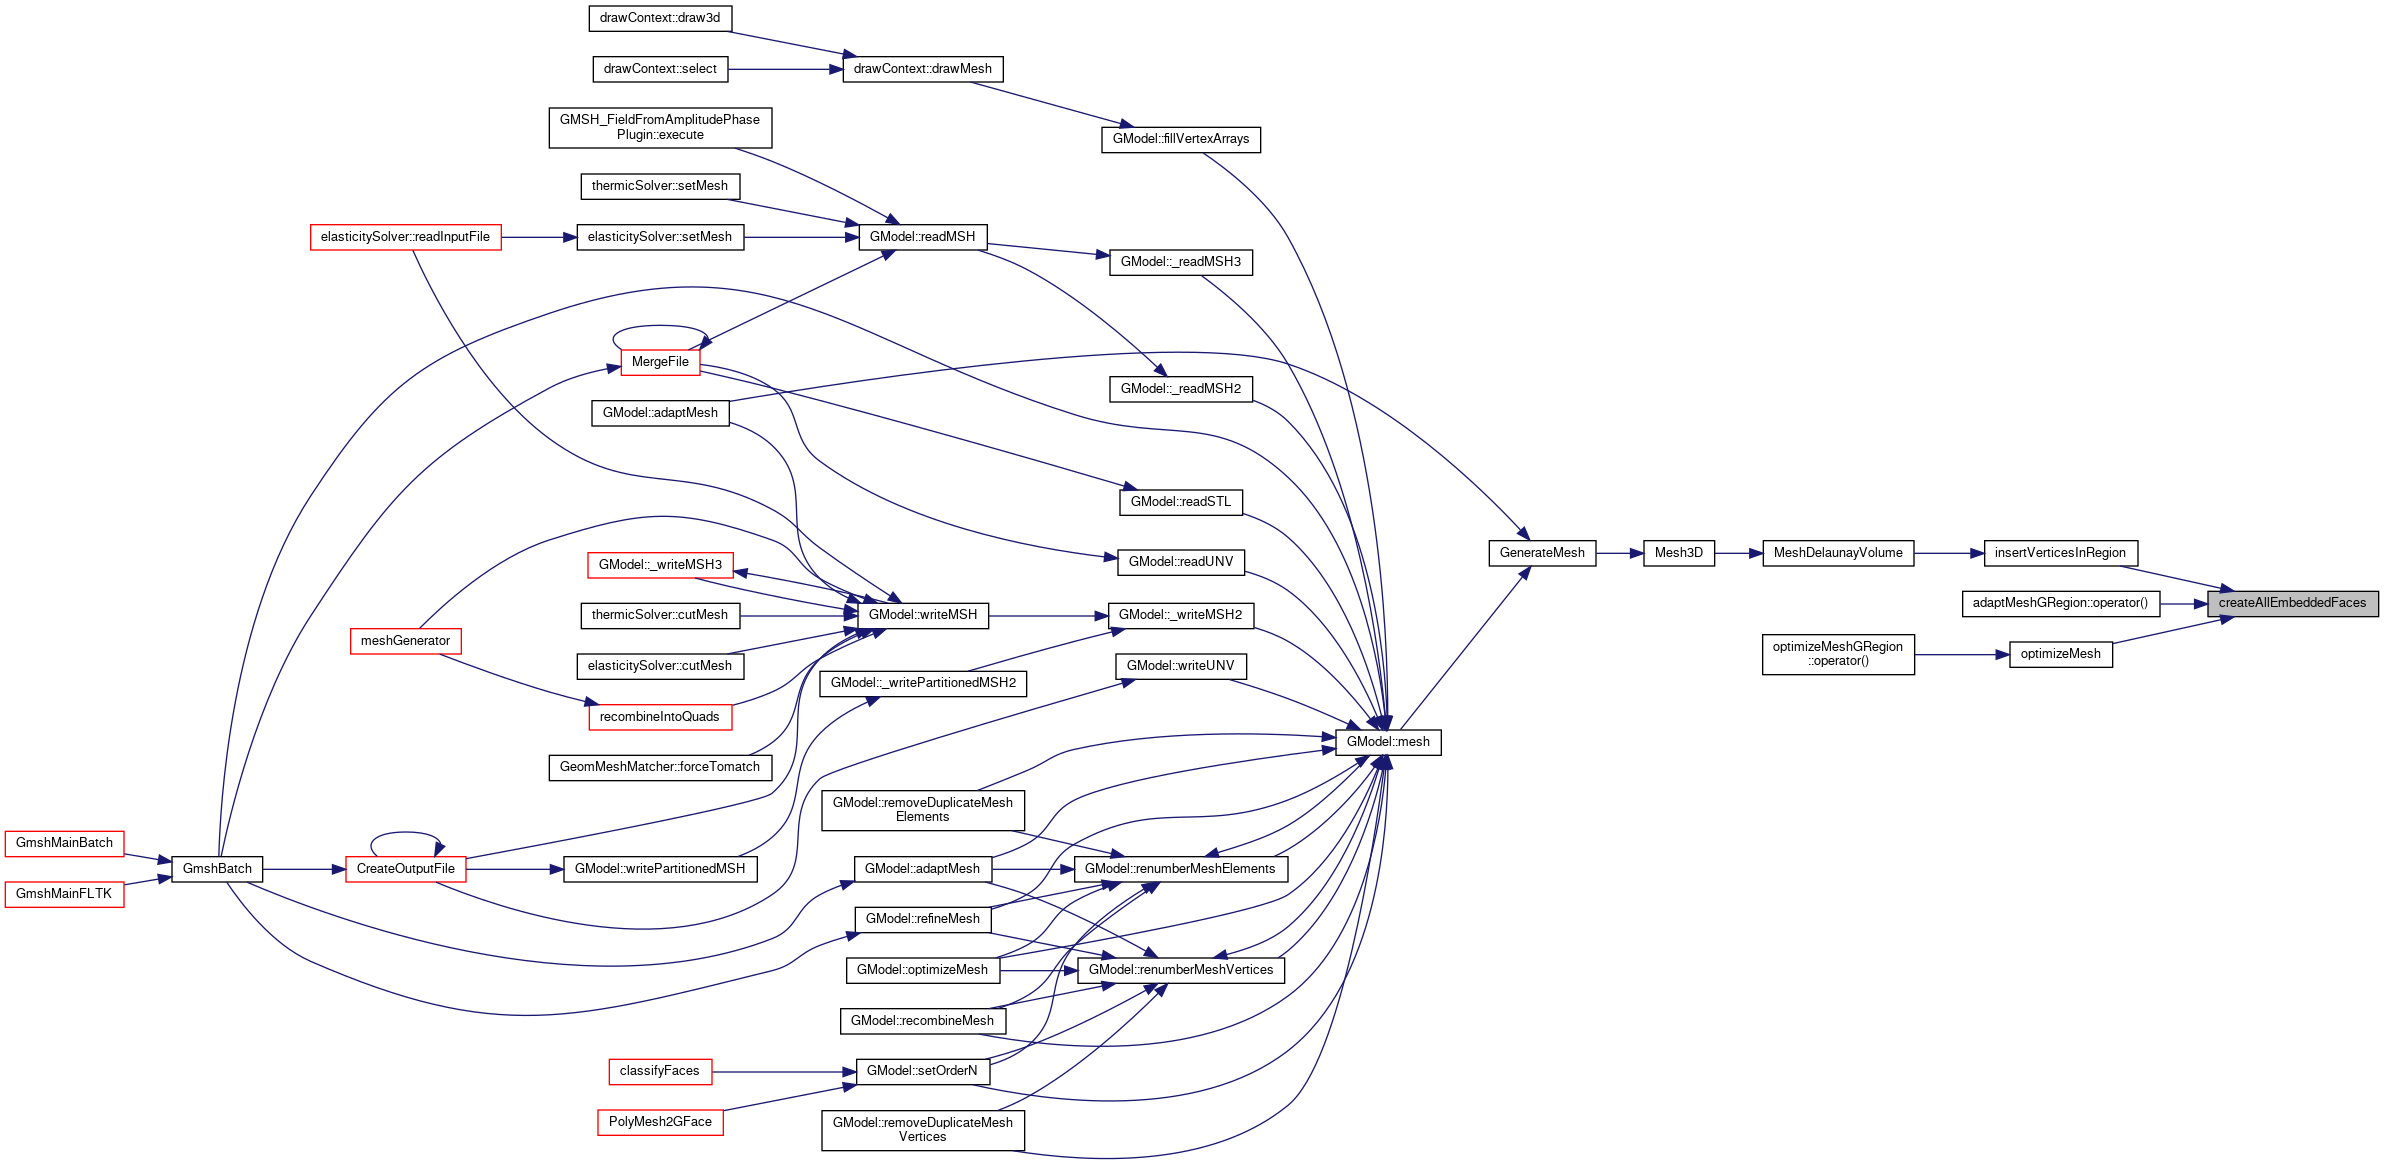 drawContext::draw3d
drawContext::select
drawContext::drawMesh
GMSH_FieldFromAmplitudePhase
Plugin::execute
GModel::fillVertexArrays
thermicSolver::setMesh
elasticitySolver::readInputFile
elasticitySolver::setMesh
GModel::readMSH
GModel::_readMSH3
MergeFile
GModel::_readMSH2
GModel::adaptMesh
GModel::readSTL
GModel::readUNV
GenerateMesh
Mesh3D
MeshDelaunayVolume
insertVerticesInRegion
GModel::_writeMSH3
thermicSolver::cutMesh
GModel::writeMSH
GModel::_writeMSH2
adaptMeshGRegion::operator()
createAllEmbeddedFaces
meshGenerator
elasticitySolver::cutMesh
GModel::writeUNV
optimizeMeshGRegion
::operator()
optimizeMesh
GModel::_writePartitionedMSH2
recombineIntoQuads
GModel::mesh
GeomMeshMatcher::forceTomatch
GModel::removeDuplicateMesh
Elements
GmshMainBatch
GmshBatch
CreateOutputFile
GModel::writePartitionedMSH
GModel::adaptMesh
GModel::renumberMeshElements
GmshMainFLTK
GModel::refineMesh
GModel::optimizeMesh
GModel::renumberMeshVertices
GModel::recombineMesh
classifyFaces
GModel::setOrderN
PolyMesh2GFace
GModel::removeDuplicateMesh
Vertices